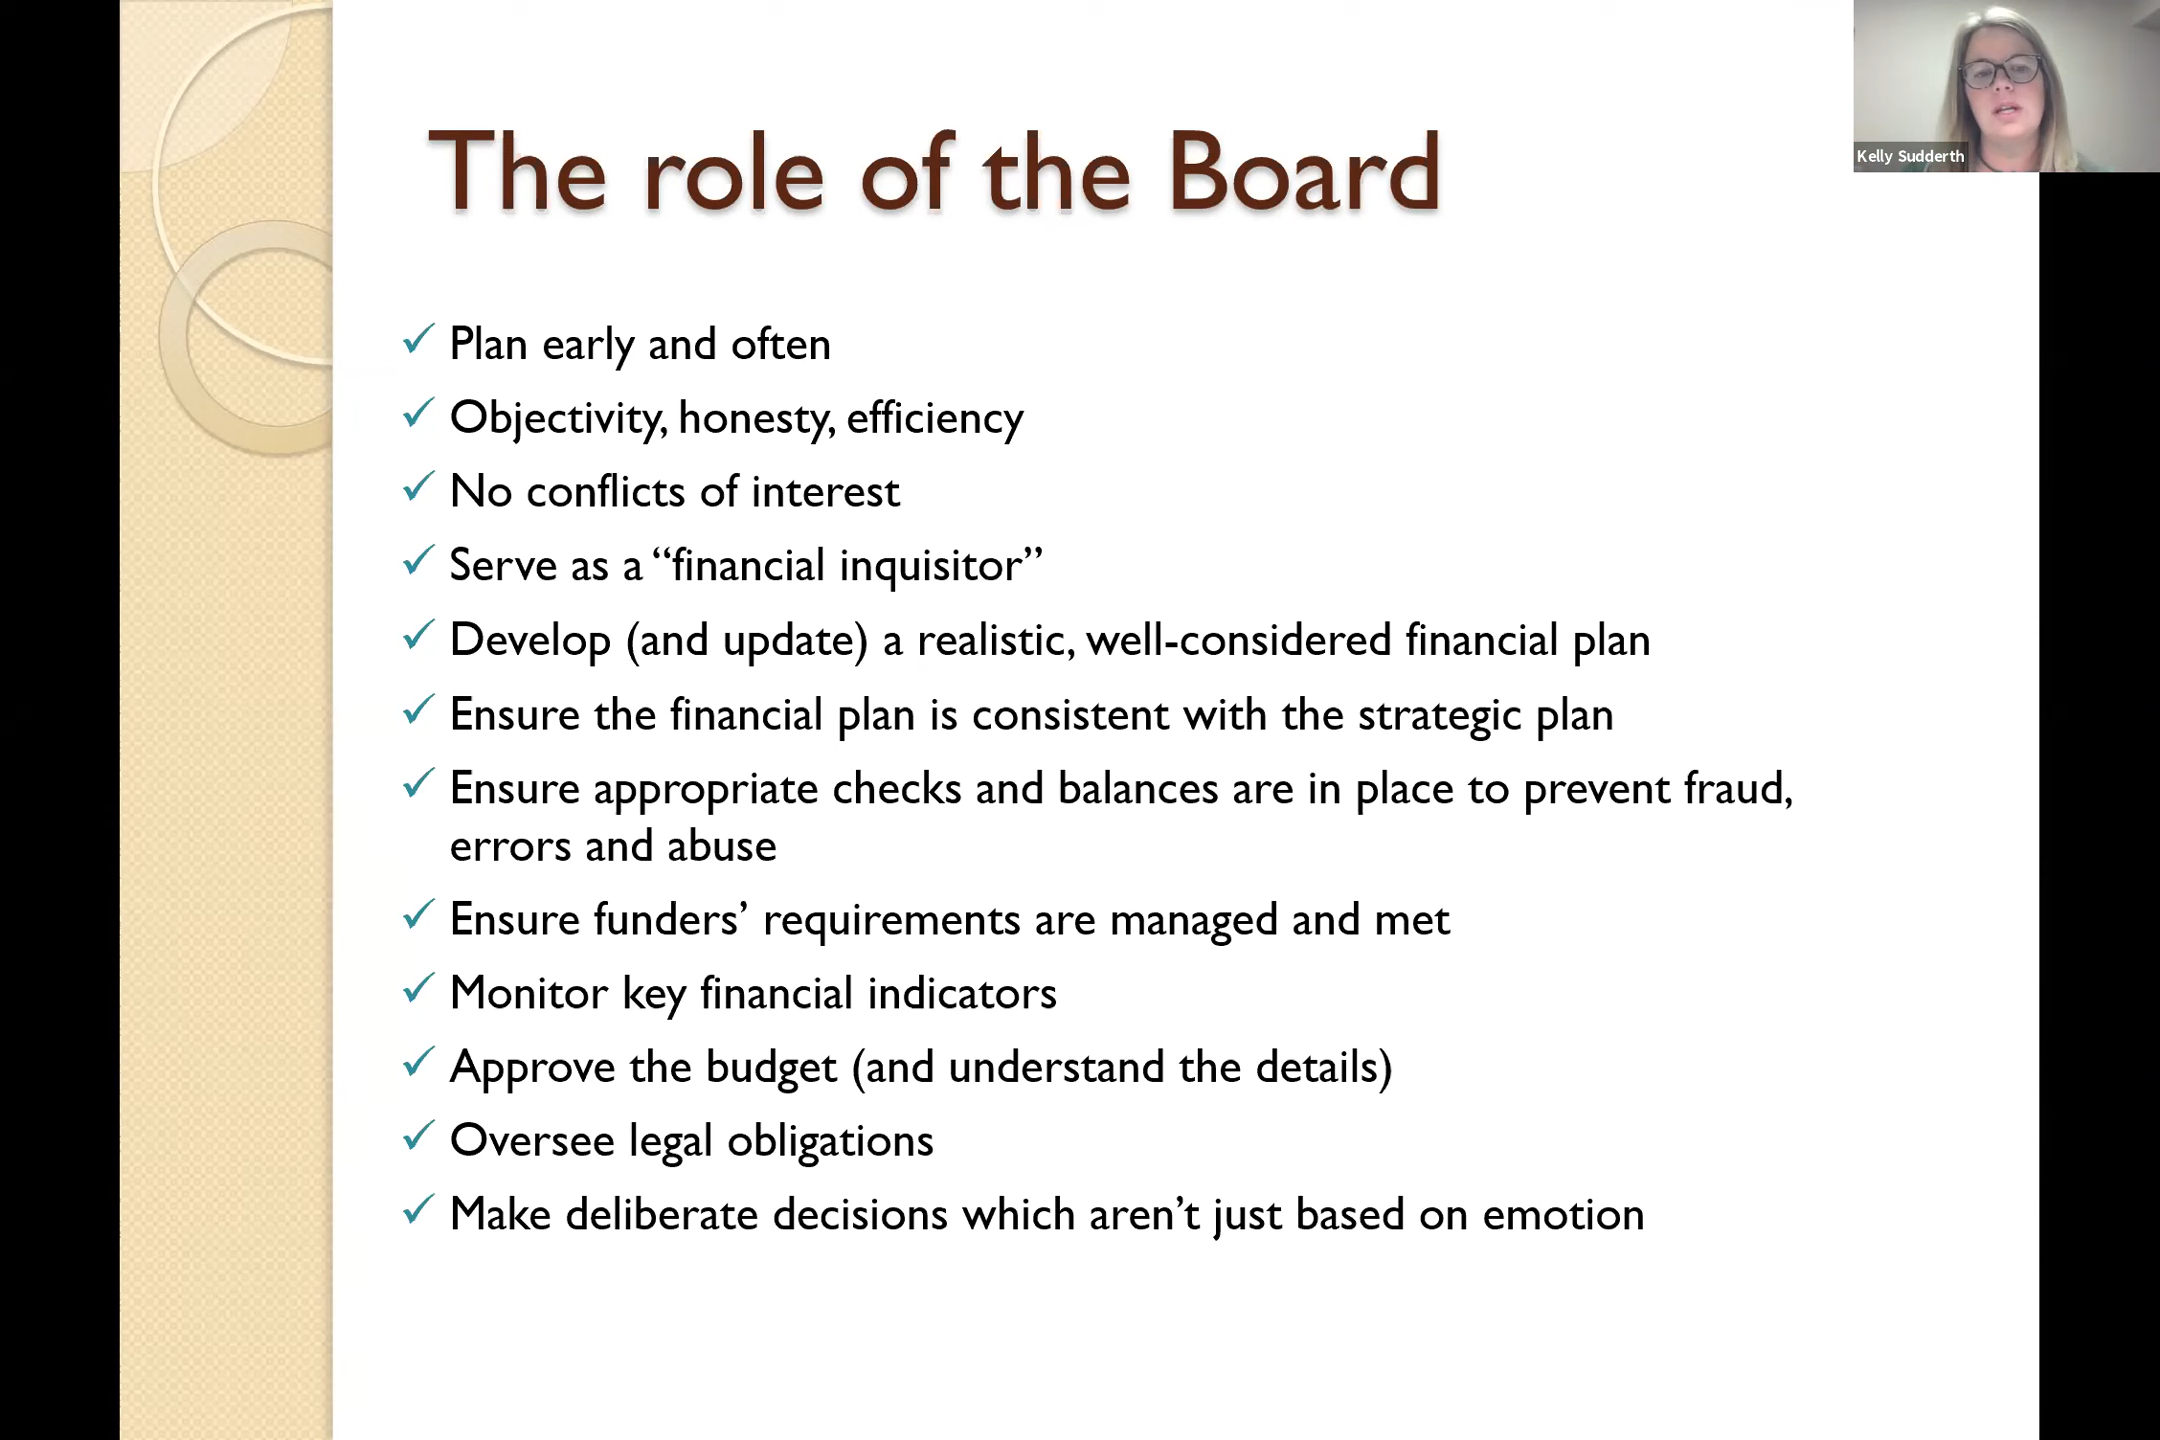 The role of the Board
Kelly Sudderth
Plan early and often
Objectivity, honesty, efficiency
No conflicts of interest
Serve as a “financial inquisitor”
Develop (and update) a realistic, well-considered financial plan
Ensure the financial plan is consistent with the strategic plan
Ensure appropriate checks and balances are in place to prevent fraud,
errors and abuse
Ensure funders’ requirements are managed and met
Monitor key financial indicators
Approve the budget (and understand the details)
Oversee legal obligations
Make deliberate decisions which aren’t just based on emotion